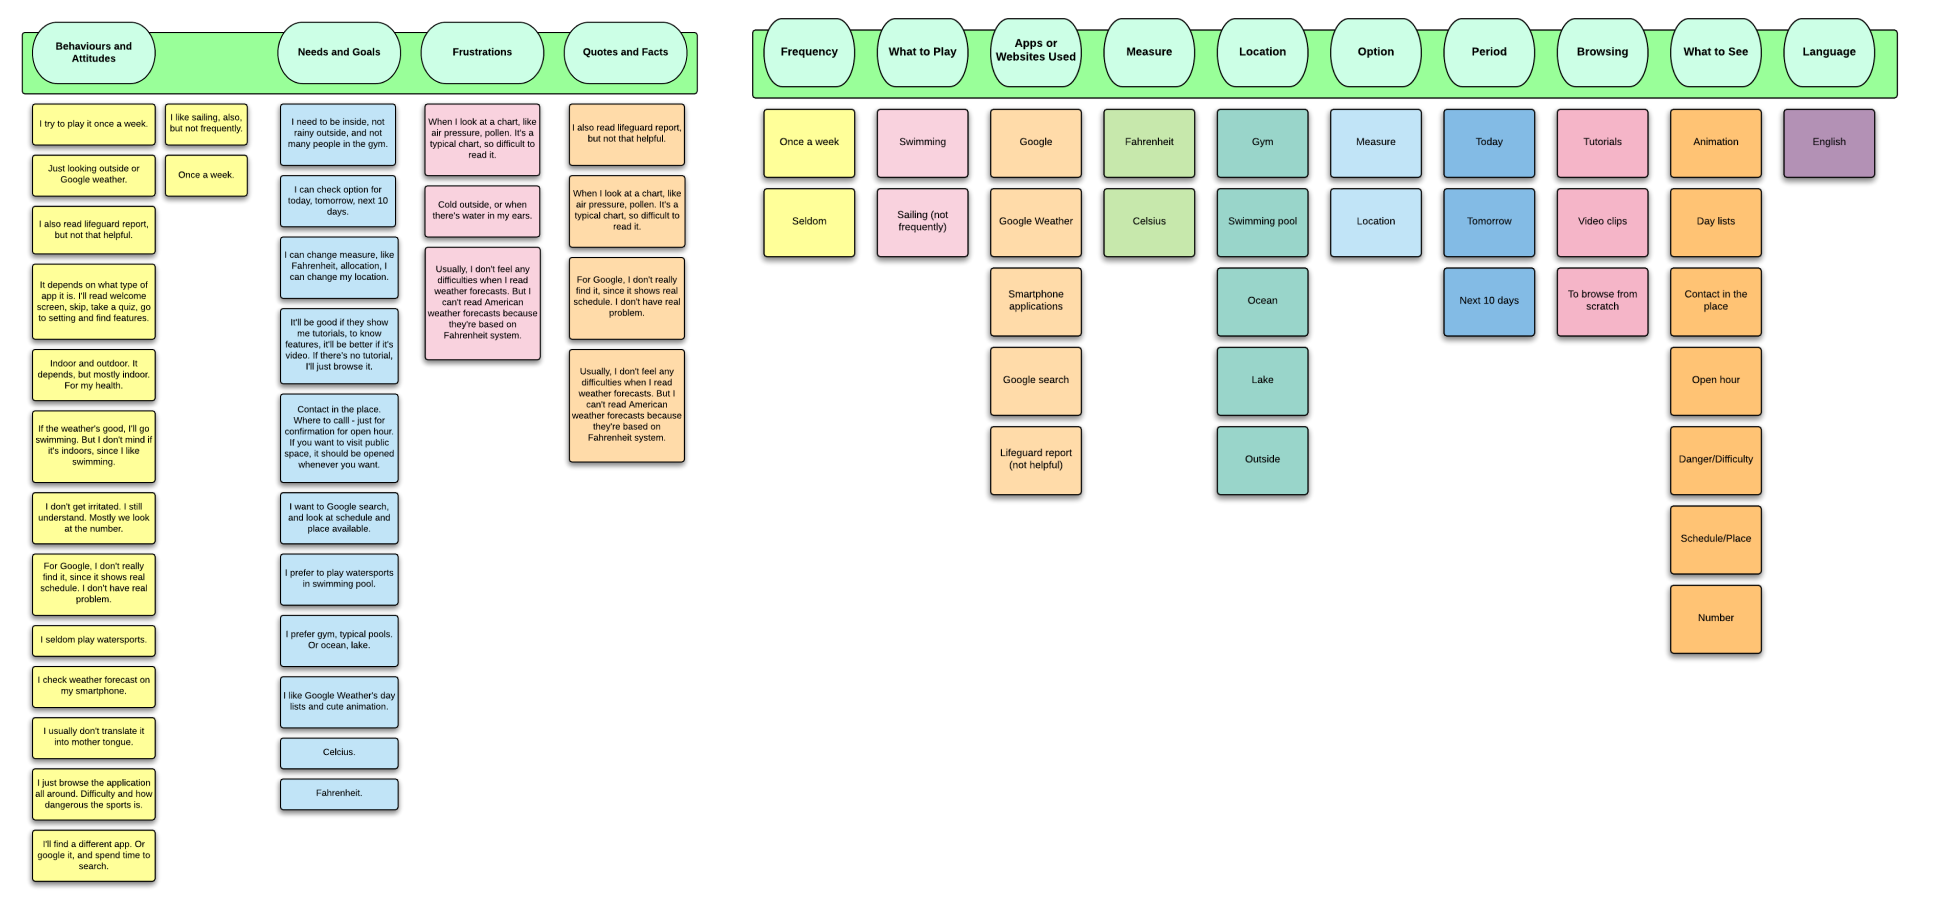 Behaviours and
Attitudes
I try to play it once a week.
Just looking outside or
Google weather.
I also read lifeguard report,
but not that helpful.
It depends on what type of
app it is. I'll read welcome
screen, skip, take a quiz, go
to setting and find features.
Indoor and outdoor. It
depends, but mostly indoor.
For my health.
If the weather's good, I'll go
swimming. But I don't mind if
it's indoors, since I like
swimming.
I don't get irritated. I still
understand. Mostly we look
at the number.
For Google, I don't really
find it, since it shows real
schedule. I don't have real
problem.
I seldom play watersports.
I check weather forecast on
my smartphone.
I usually don't translate it
into mother tongue.
I just browse the application
all around. Difficulty and how
dangerous the sports is.
I'll find a different app. Or
google it, and spend time to
search.
I like sailing, also,
but not frequently.
Once a week.
Needs and Goals
I need to be inside, not
rainy outside, and not
many people in the gym.
I can check option for
today, tomorrow, next 10
days.
I can change measure, like
Fahrenheit, allocation, I
can change my location.
It'll be good if they show
me tutorials, to know
features, it'll be better if it's
video. If there's no tutorial,
I'll just browse it.
Contact in the place.
Where to calll - just for
confirmation for open hour.
If you want to visit public
space, it should be opened
whenever you want.
I want to Google search,
and look at schedule and
place available.
I prefer to play watersports
in swimming pool.
I prefer gym, typical pools.
Or ocean, lake.
I like Google Weather's day
lists and cute animation.
Celcius.
Fahrenheit.
Frustrations
When I look at a chart, like
air pressure, pollen. It's a
typical chart, so difficult to
read it.
Cold outside, or when
there's water in my ears.
Usually, I don't feel any
difficulties when I read
weather forecasts. But I
can't read American
weather forecasts because
they're based on
Fahrenheit system.
Quotes and Facts
I also read lifeguard report,
but not that helpful.
When I look at a chart, like
air pressure, pollen. It's a
typical chart, so difficult to
read it.
For Google, I don't really
find it, since it shows real
schedule. I don't have real
problem.
Usually, I don't feel any
difficulties when I read
weather forecasts. But I
can't read American
weather forecasts because
they're based on
Fahrenheit system.
Frequency
Once a week
Seldom
What to Play
Swimming
Sailing (not
frequently)
Apps or
Websites Used
Google
Google Weather
Smartphone
applications
Google search
Lifeguard report
(not helpful)
Measure
Fahrenheit
Celsius
Location
Gym
Swimming pool
Ocean
Lake
Outside
Option
Measure
Location
Period
Today
Tomorrow
Next 10 days
Browsing
Tutorials
Video clips
To browse from
scratch
What to See
Animation
Day lists
Contact in the
place
Open hour
Danger/Difficulty
Schedule/Place
Number
Language
English